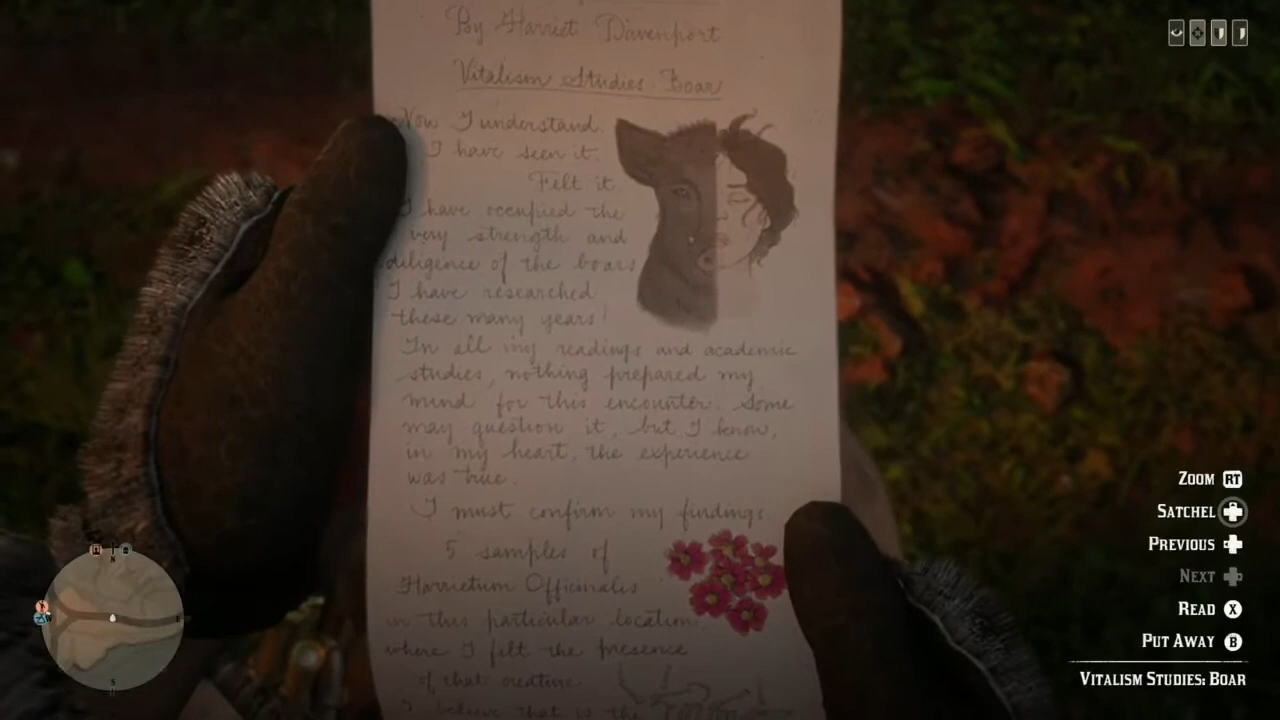 By Harriet Davenport
Vitalism Studies: Boar
Now I understand.
I have seen it.
Felt it.
I have occupied the
very strength and
diligence of the boars
I have researched
these many years!
In all my readings and academic
studies, nothing prepared my
mind for this encounter. Some
may question it, but I know,
in my heart, the experience
was true.
I must confirm my findings.
5 samples of
Harrietum Officinalis
in this particular location
where I felt the presence
of that creature
I believe that is the
ZOOM RT
SATCHEL
PREVIOUS
NEXT
READ X
PUT AWAY B
VITALISM STUDIES: BOAR
N
E
S